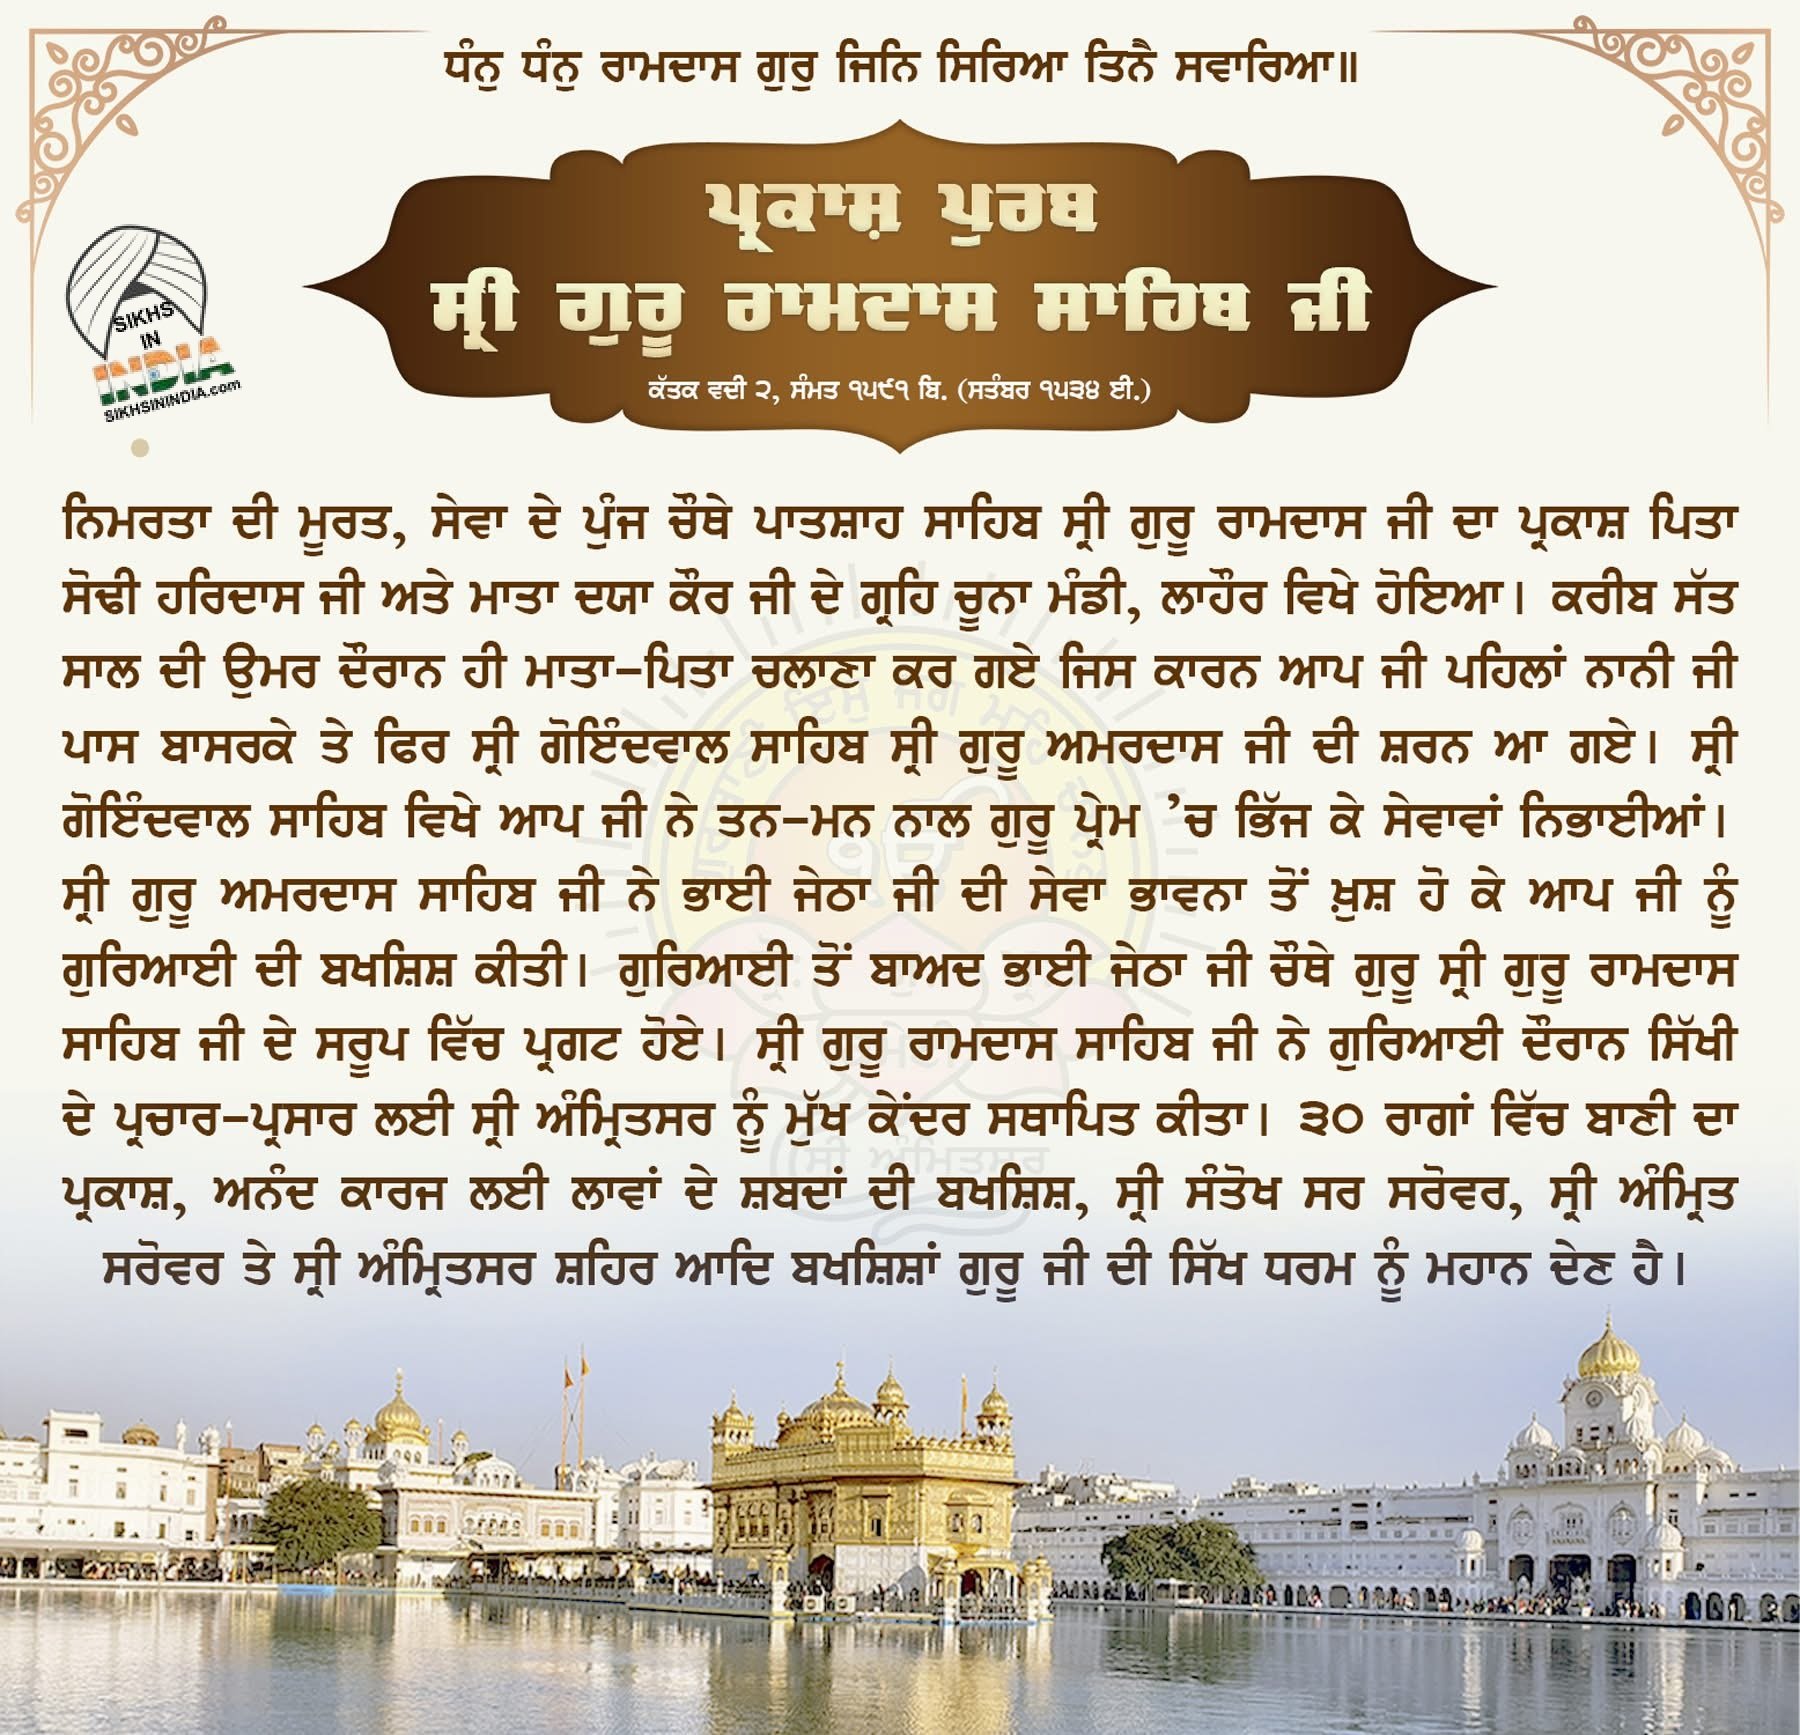 ਧੰਨੁ ਧੰਨੁ ਰਾਮਦਾਸ ਗੁਰੁ ਜਿਨਿ ਸਿਰਿਆ ਤਿਨੈ ਸਵਾਰਿਆ॥
ਪ੍ਰਕਾਸ਼ ਪੁਰਬ
ਸ੍ਰੀ ਗੁਰੂ ਰਾਮਦਾਸ ਸਾਹਿਬ ਜੀ
ਕੱਤਕ ਵਦੀ ੨, ਸੰਮਤ ੧੫੯੧ ਬਿ. (ਸਤੰਬਰ ੧੫੩੪ ਈ.)
SIKHS
IN
INDIA
SIKHSININDIA.com
ਨਿਮਰਤਾ ਦੀ ਮੂਰਤ, ਸੇਵਾ ਦੇ ਪੁੰਜ ਚੌਥੇ ਪਾਤਸ਼ਾਹ ਸਾਹਿਬ ਸ੍ਰੀ ਗੁਰੂ ਰਾਮਦਾਸ ਜੀ ਦਾ ਪ੍ਰਕਾਸ਼ ਪਿਤਾ
ਸੋਢੀ ਹਰਿਦਾਸ ਜੀ ਅਤੇ ਮਾਤਾ ਦਯਾ ਕੌਰ ਜੀ ਦੇ ਗ੍ਰਹਿ ਚੂਨਾ ਮੰਡੀ, ਲਾਹੌਰ ਵਿਖੇ ਹੋਇਆ। ਕਰੀਬ ਸੱਤ
ਸਾਲ ਦੀ ਉਮਰ ਦੌਰਾਨ ਹੀ ਮਾਤਾ-ਪਿਤਾ ਚਲਾਣਾ ਕਰ ਗਏ ਜਿਸ ਕਾਰਨ ਆਪ ਜੀ ਪਹਿਲਾਂ ਨਾਨੀ ਜੀ
ਪਾਸ ਬਾਸਰਕੇ ਤੇ ਫਿਰ ਸ੍ਰੀ ਗੋਇੰਦਵਾਲ ਸਾਹਿਬ ਸ੍ਰੀ ਗੁਰੂ ਅਮਰਦਾਸ ਜੀ ਦੀ ਸ਼ਰਨ ਆ ਗਏ। ਸ੍ਰੀ
ਗੋਇੰਦਵਾਲ ਸਾਹਿਬ ਵਿਖੇ ਆਪ ਜੀ ਨੇ ਤਨ-ਮਨ ਨਾਲ ਗੁਰੂ ਪ੍ਰੇਮ ’ਚ ਭਿੱਜ ਕੇ ਸੇਵਾਵਾਂ ਨਿਭਾਈਆਂ।
ਸ੍ਰੀ ਗੁਰੂ ਅਮਰਦਾਸ ਸਾਹਿਬ ਜੀ ਨੇ ਭਾਈ ਜੇਠਾ ਜੀ ਦੀ ਸੇਵਾ ਭਾਵਨਾ ਤੋਂ ਖ਼ੁਸ਼ ਹੋ ਕੇ ਆਪ ਜੀ ਨੂੰ
ਗੁਰਿਆਈ ਦੀ ਬਖਸ਼ਿਸ਼ ਕੀਤੀ। ਗੁਰਿਆਈ ਤੋਂ ਬਾਅਦ ਭਾਈ ਜੇਠਾ ਜੀ ਚੌਥੇ ਗੁਰੂ ਸ੍ਰੀ ਗੁਰੂ ਰਾਮਦਾਸ
ਸਾਹਿਬ ਜੀ ਦੇ ਸਰੂਪ ਵਿੱਚ ਪ੍ਰਗਟ ਹੋਏ। ਸ੍ਰੀ ਗੁਰੂ ਰਾਮਦਾਸ ਸਾਹਿਬ ਜੀ ਨੇ ਗੁਰਿਆਈ ਦੌਰਾਨ ਸਿੱਖੀ
ਦੇ ਪ੍ਰਚਾਰ-ਪ੍ਰਸਾਰ ਲਈ ਸ੍ਰੀ ਅੰਮ੍ਰਿਤਸਰ ਨੂੰ ਮੁੱਖ ਕੇਂਦਰ ਸਥਾਪਿਤ ਕੀਤਾ। ੩੦ ਰਾਗਾਂ ਵਿੱਚ ਬਾਣੀ ਦਾ
ਪ੍ਰਕਾਸ਼, ਅਨੰਦ ਕਾਰਜ ਲਈ ਲਾਵਾਂ ਦੇ ਸ਼ਬਦਾਂ ਦੀ ਬਖਸ਼ਿਸ਼, ਸ੍ਰੀ ਸੰਤੋਖ ਸਰ ਸਰੋਵਰ, ਸ੍ਰੀ ਅੰਮ੍ਰਿਤ
ਸਰੋਵਰ ਤੇ ਸ੍ਰੀ ਅੰਮ੍ਰਿਤਸਰ ਸ਼ਹਿਰ ਆਦਿ ਬਖਸ਼ਿਸ਼ਾਂ ਗੁਰੂ ਜੀ ਦੀ ਸਿੱਖ ਧਰਮ ਨੂੰ ਮਹਾਨ ਦੇਣ ਹੈ।
ੴ
ਸ੍ਰੀ ਅੰਮ੍ਰਿਤਸਰ